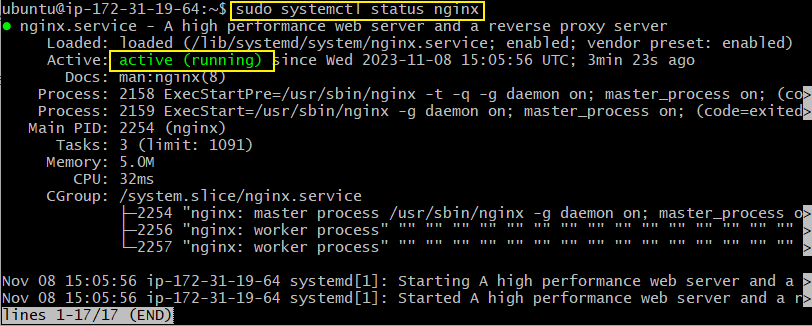 ubuntu@ip-172-31-19-64:~$ sudo systemctl status nginx
● nginx.service - A high performance web server and a reverse proxy server
Loaded: loaded (/lib/systemd/system/nginx.service; enabled; vendor preset: enabled)
Active: active (running) since Wed 2023-11-08 15:05:56 UTC; 3min 23s ago
Docs: man:nginx(8)
Process: 2158 ExecStartPre=/usr/sbin/nginx -t -q -g daemon on; master_process on; (co>
Process: 2159 ExecStart=/usr/sbin/nginx -g daemon on; master_process on; (code=exited>
Main PID: 2254 (nginx)
Tasks: 3 (limit: 1091)
Memory: 5.0M
CPU: 32ms
CGroup: /system.slice/nginx.service
├─2254 "nginx: master process /usr/sbin/nginx -g daemon on; master_process o>
├─2256 "nginx: worker process" "" "" "" "" "" "" "" "" "" "" "" "" "" "" "" >
└─2257 "nginx: worker process" "" "" "" "" "" "" "" "" "" "" "" "" "" "" "" >
Nov 08 15:05:56 ip-172-31-19-64 systemd[1]: Starting A high performance web server and a >
Nov 08 15:05:56 ip-172-31-19-64 systemd[1]: Started A high performance web server and a r>
lines 1-17/17 (END)